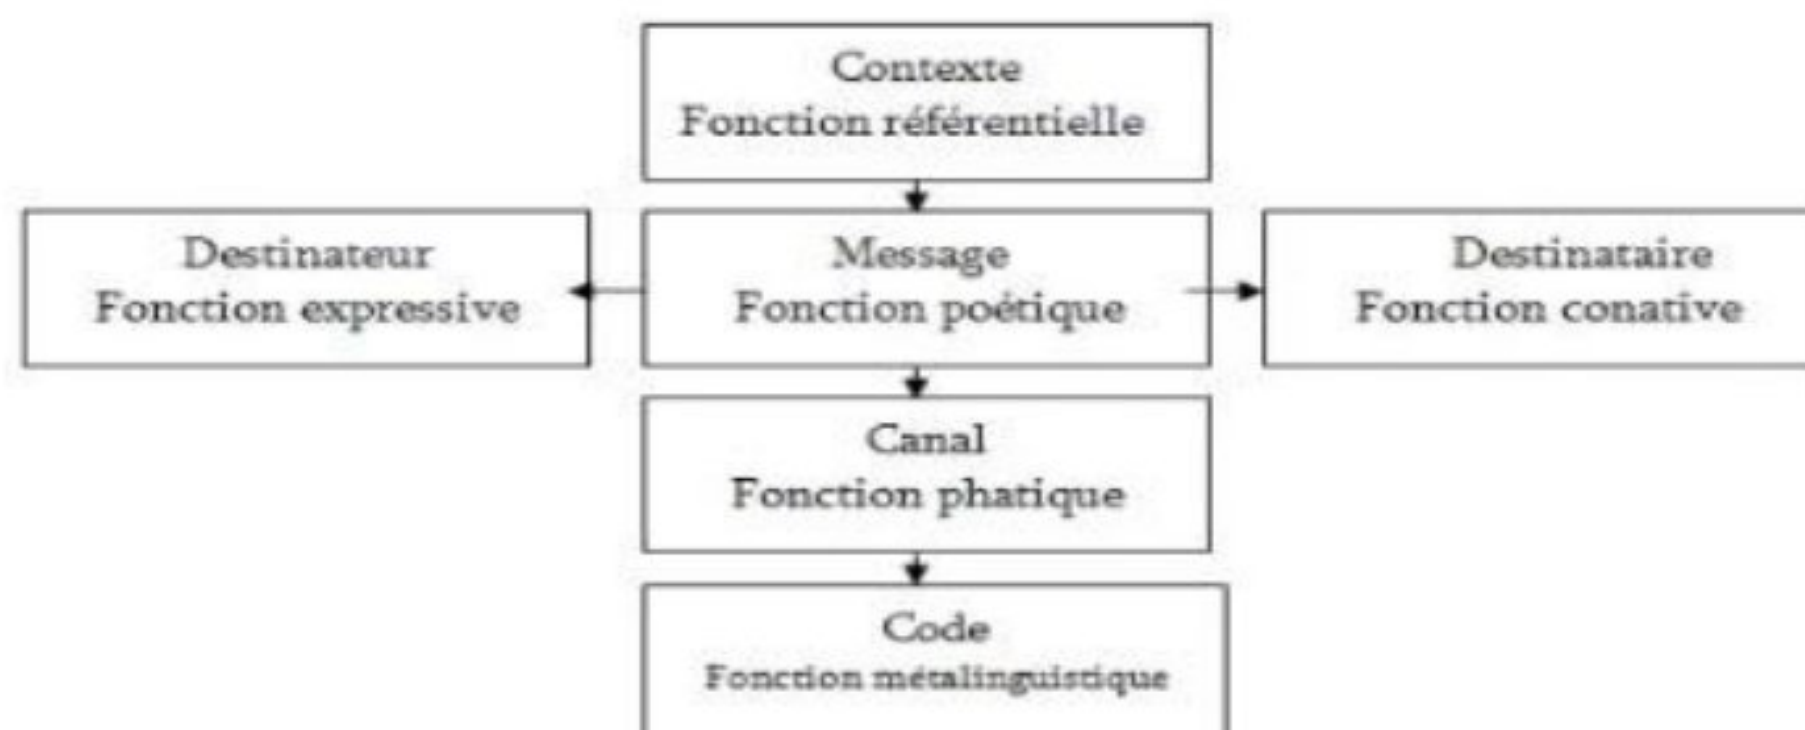 Contexte
Fonction référentielle
Destinateur
Fonction expressive
Message
Fonction poétique
Destinataire
Fonction conative
Canal
Fonction phatique
Code
Fonction métalinguistique